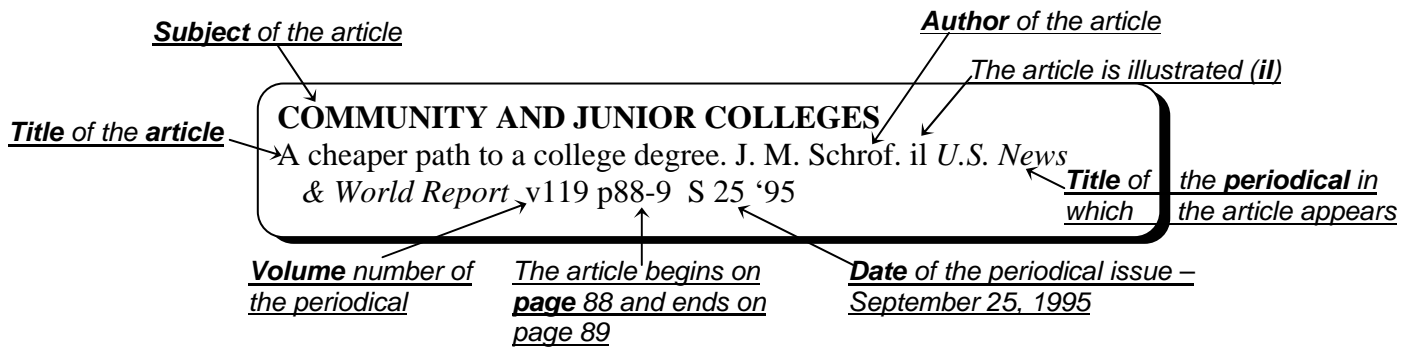 Subject of the article
Author of the article
The article is illustrated (il)
Title of the article
COMMUNITY AND JUNIOR COLLEGES
A cheaper path to a college degree. J. M. Schrof. il U.S. News
& World Report v119 p88-9 S 25 ‘95
Title of the periodical in
which the article appears
Volume number of
the periodical
The article begins on
page 88 and ends on
page 89
Date of the periodical issue –
September 25, 1995